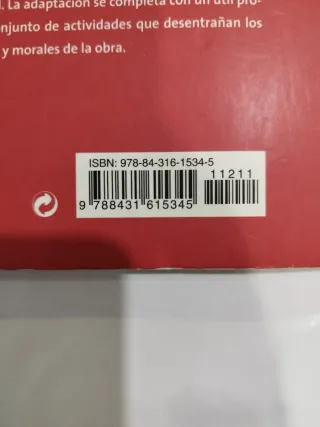 . La adaptación se completa con un útil pro-
onjunto de actividades que desentrañan los
y morales de la obra.
ISBN: 978-84-316-1534-5
11211
9 788431 615345